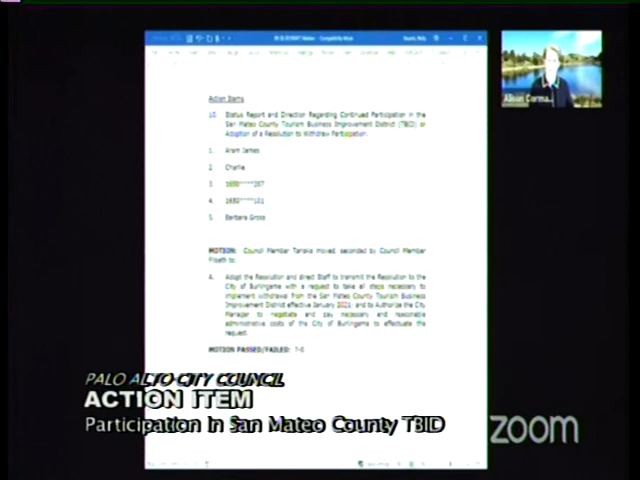 Alison Corma...
Action Items
10. Status Report and Direction Regarding Continued Participation in the
San Mateo County Tourism Business Improvement District (TBID) or
Adoption of a Resolution to Withdraw Participation.
1. Aram James
2. Charlie
3. 1650****207
4.
5. Barbara Gross
MOTION: Council Member Tanaka moved, seconded by Council Member
to:
A. Adopt the Resolution and direct Staff to transmit the Resolution to the
City of Burlingame with a request to take all steps necessary to
implement withdrawal from the San Mateo County Tourism Business
Improvement District effective January 2021; and to Authorize the City
Manager to negotiate and pay necessary and reasonable
administrative costs of the City of Burlingame to effectuate the
request.
MOTION PASSED/FAILED: 7-0
PALO ALTO CITY COUNCIL
ACTION ITEM
Participation in San Mateo County TBID
zoom